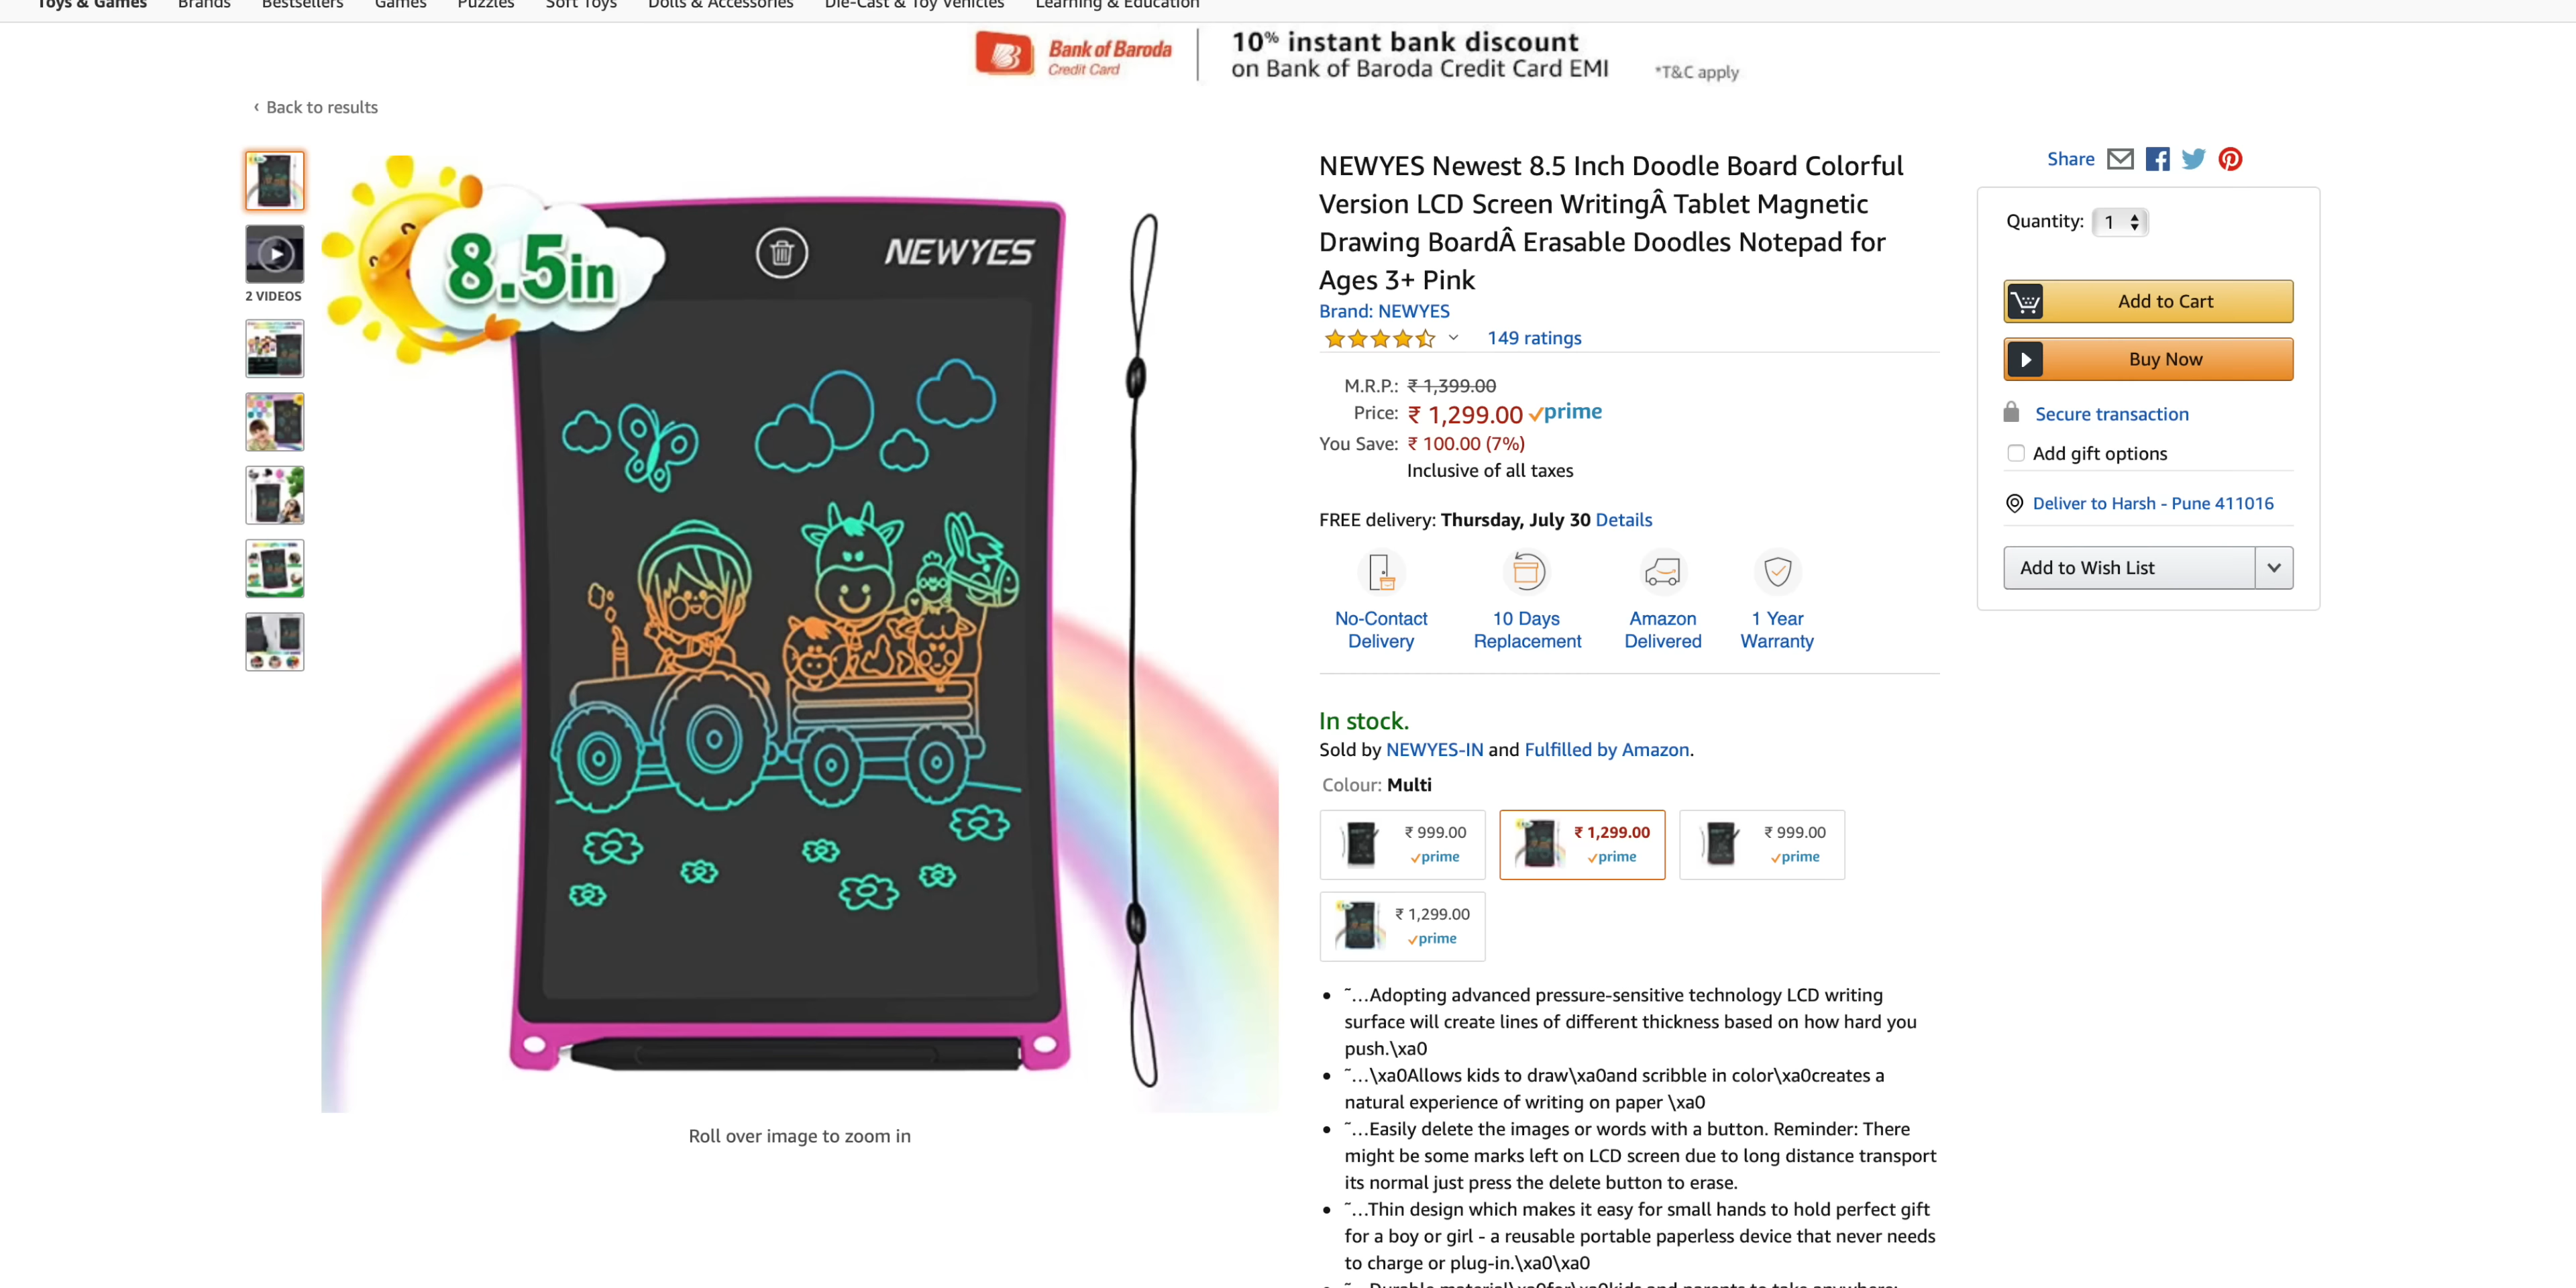 Toys & Games Brands Bestsellers Games Puzzles Soft Toys Dolls & Accessories Die-Cast & Toy Vehicles Learning & Education
Bank of Baroda
Credit Card
10% instant bank discount
on Bank of Baroda Credit Card EMI *T&C apply
‹ Back to results
2 VIDEOS
8.5in
NEWYES
Roll over image to zoom in
NEWYES Newest 8.5 Inch Doodle Board Colorful
Version LCD Screen WritingÂ Tablet Magnetic
Drawing BoardÂ Erasable Doodles Notepad for
Ages 3+ Pink
Brand: NEWYES
149 ratings
M.R.P.: ₹ 1,399.00
Price: ₹ 1,299.00 prime
You Save: ₹ 100.00 (7%)
Inclusive of all taxes
FREE delivery: Thursday, July 30 Details
No-Contact Delivery
10 Days Replacement
Amazon Delivered
1 Year Warranty
In stock.
Sold by NEWYES-IN and Fulfilled by Amazon.
Colour: Multi
₹ 999.00 ₹ 1,299.00 ₹ 999.00
prime prime prime
₹ 1,299.00
prime
• ˜…Adopting advanced pressure-sensitive technology LCD writing
surface will create lines of different thickness based on how hard you
push.\xa0
• ˜…\xa0Allows kids to draw\xa0and scribble in color\xa0creates a
natural experience of writing on paper \xa0
• ˜…Easily delete the images or words with a button. Reminder: There
might be some marks left on LCD screen due to long distance transport
its normal just press the delete button to erase.
• ˜…Thin design which makes it easy for small hands to hold perfect gift
for a boy or girl - a reusable portable paperless device that never needs
to charge or plug-in.\xa0\xa0
• ˜…Durable material\xa0for\xa0kids and parents to take anywhere:
Share
Quantity: 1
Add to Cart
Buy Now
Secure transaction
Add gift options
Deliver to Harsh - Pune 411016
Add to Wish List